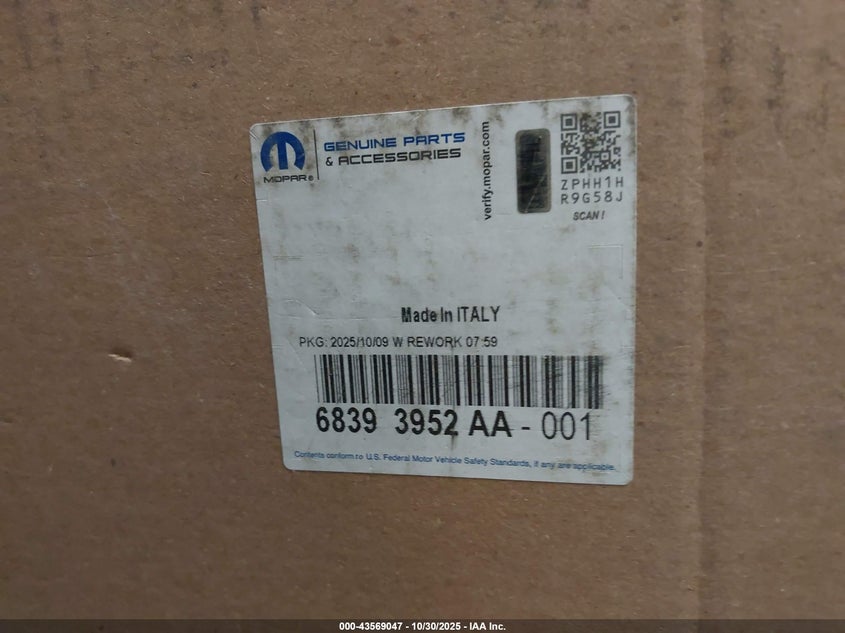 MOPAR®
GENUINE PARTS
& ACCESSORIES
verify.mopar.com
ZPHH1H
R9G58J
SCAN!
Made In ITALY
PKG: 2025/10/09 W REWORK 07:59
6839 3952 AA - 001
Contents conform to U.S. Federal Motor Vehicle Safety Standards, if any are applicable.
000-43569047 - 10/30/2025 - IAA Inc.